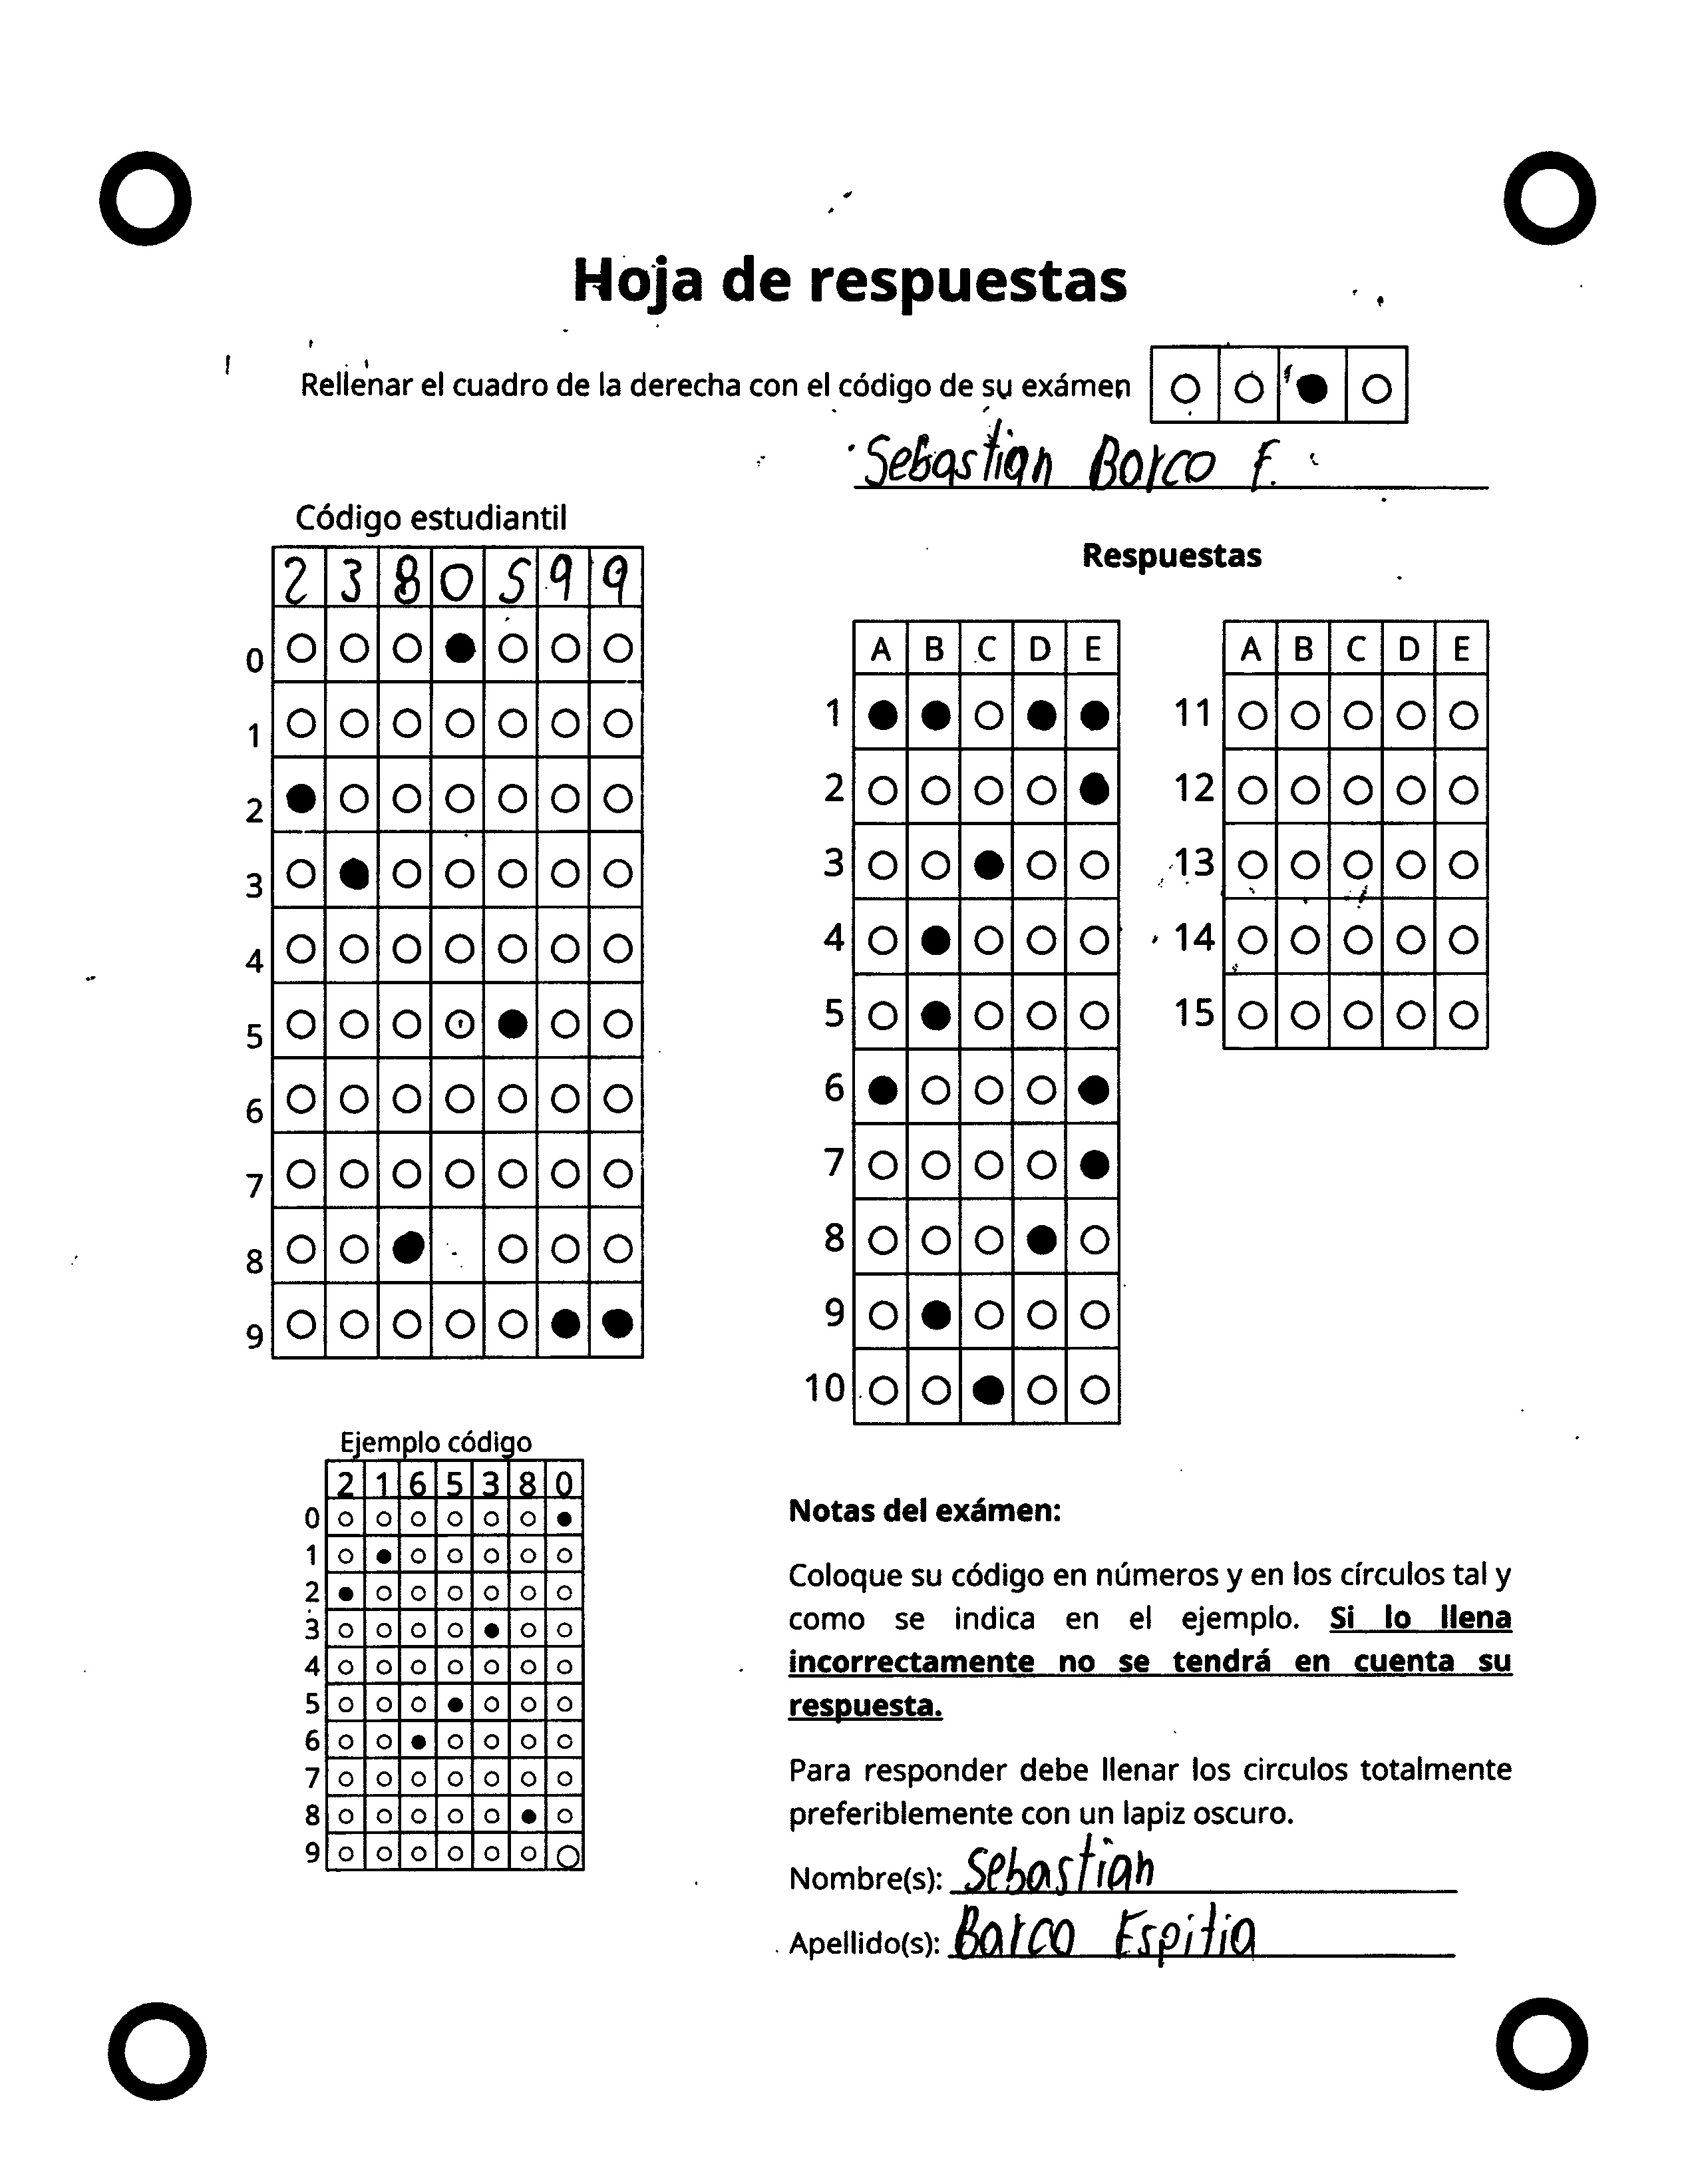 Hoja de respuestas
Rellenar el cuadro de la derecha con el código de su exámen
Sebastian Barco E.
Código estudiantil
2 3 8 0 5 9 9
0
1
2
3
4
5
6
7
8
9
Respuestas
A B C D E
1
2
3
4
5
6
7
8
9
10
A B C D E
11
12
13
14
15
Ejemplo código
2 1 6 5 3 8 0
0
1
2
3
4
5
6
7
8
9
Notas del exámen:
Coloque su código en números y en los círculos tal y
como se indica en el ejemplo. Si lo llena
incorrectamente no se tendrá en cuenta su
respuesta.
Para responder debe llenar los circulos totalmente
preferiblemente con un lapiz oscuro.
Nombre(s): Sebastian
Apellido(s): Barco Espitia